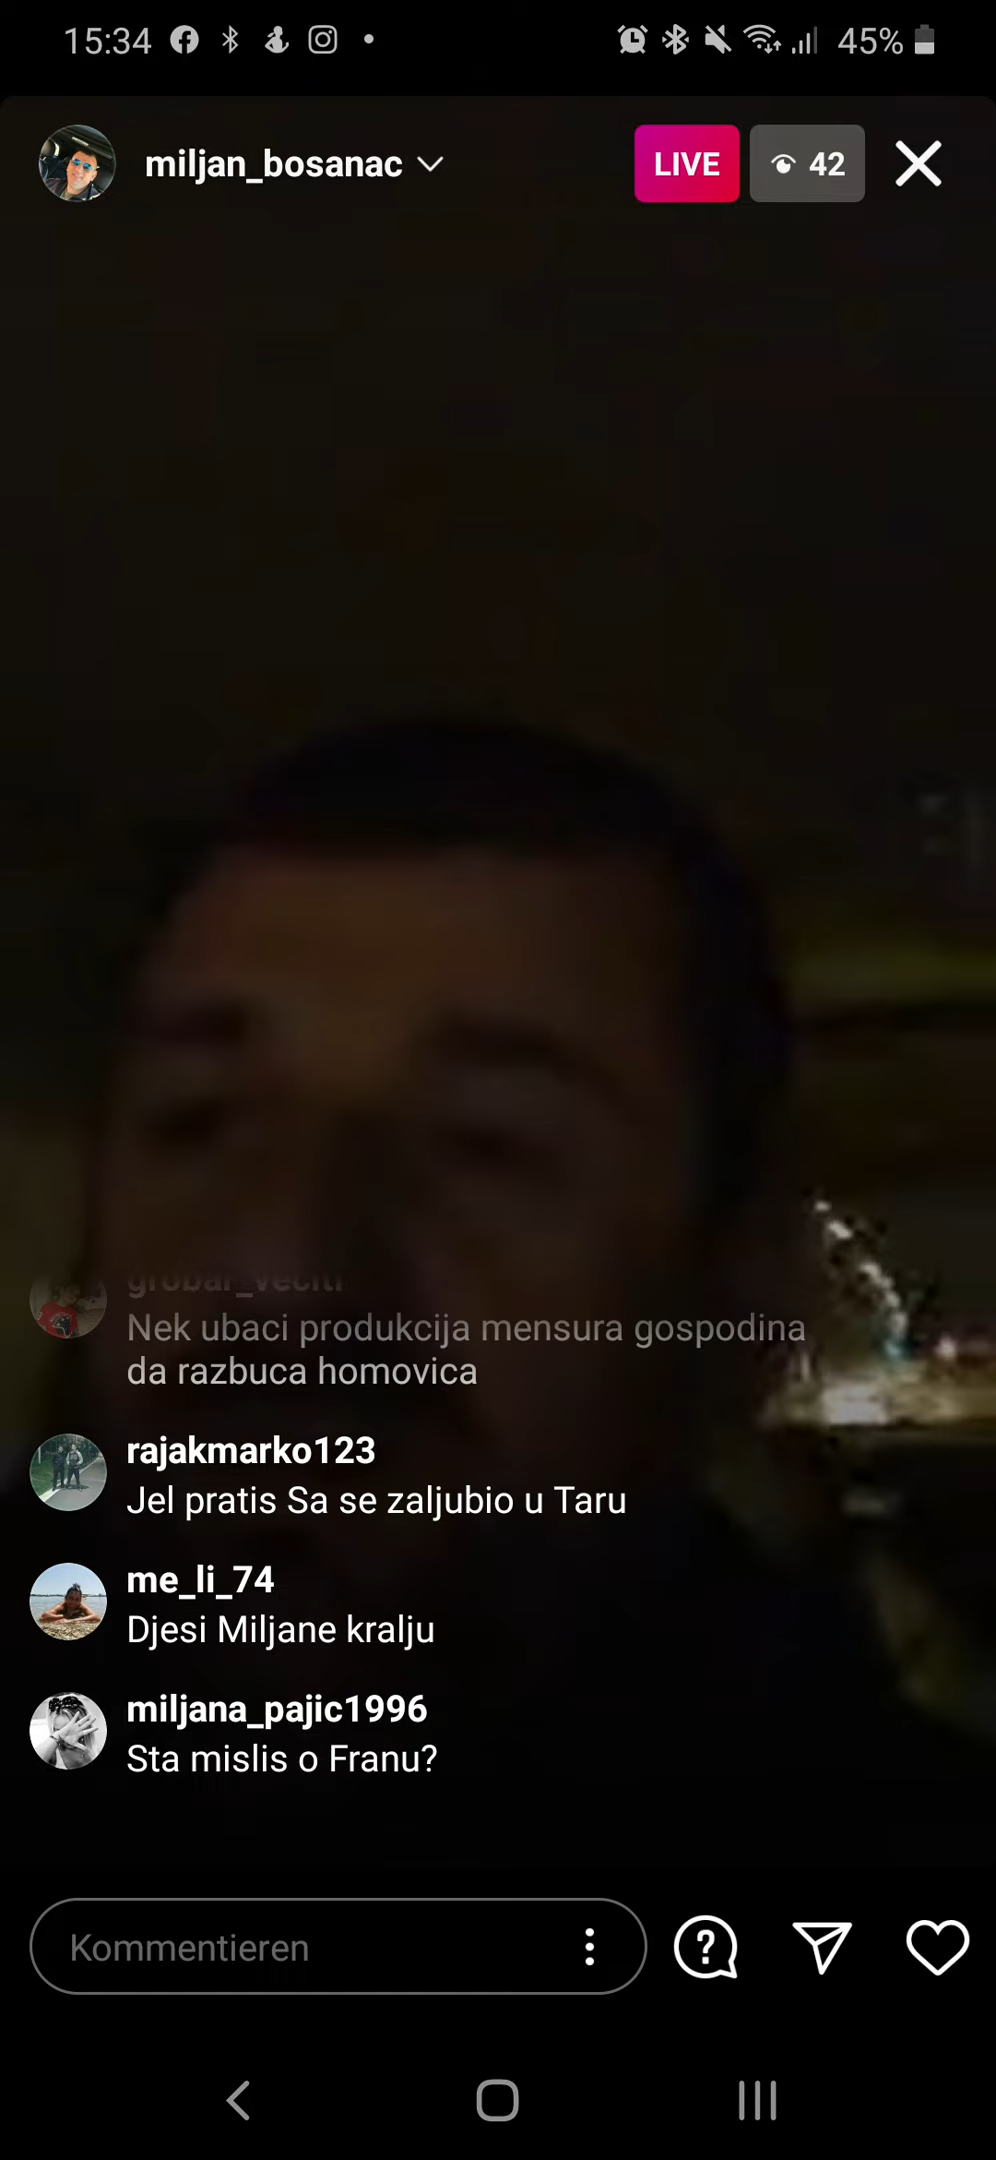 15:34
45%
miljan_bosanac
LIVE
42
grobar_veciti
Nek ubaci produkcija mensura gospodina
da razbuca homovica
rajakmarko123
Jel pratis Sa se zaljubio u Taru
me_li_74
Djesi Miljane kralju
miljana_pajic1996
Sta mislis o Franu?
Kommentieren